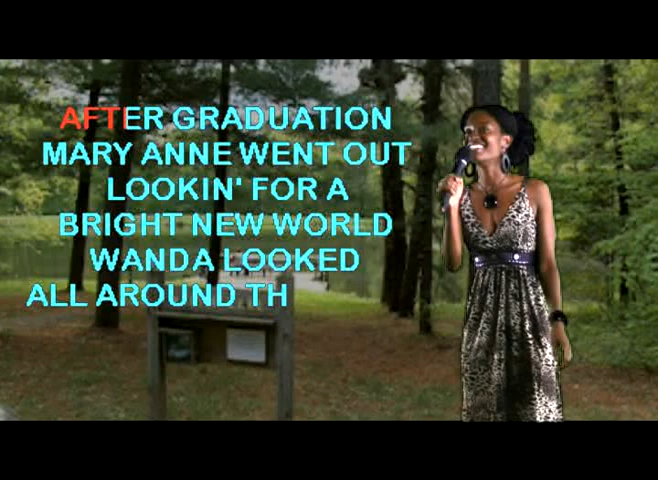 AFTER GRADUATION
MARY ANNE WENT OUT
LOOKIN' FOR A
BRIGHT NEW WORLD
WANDA LOOKED
ALL AROUND TH